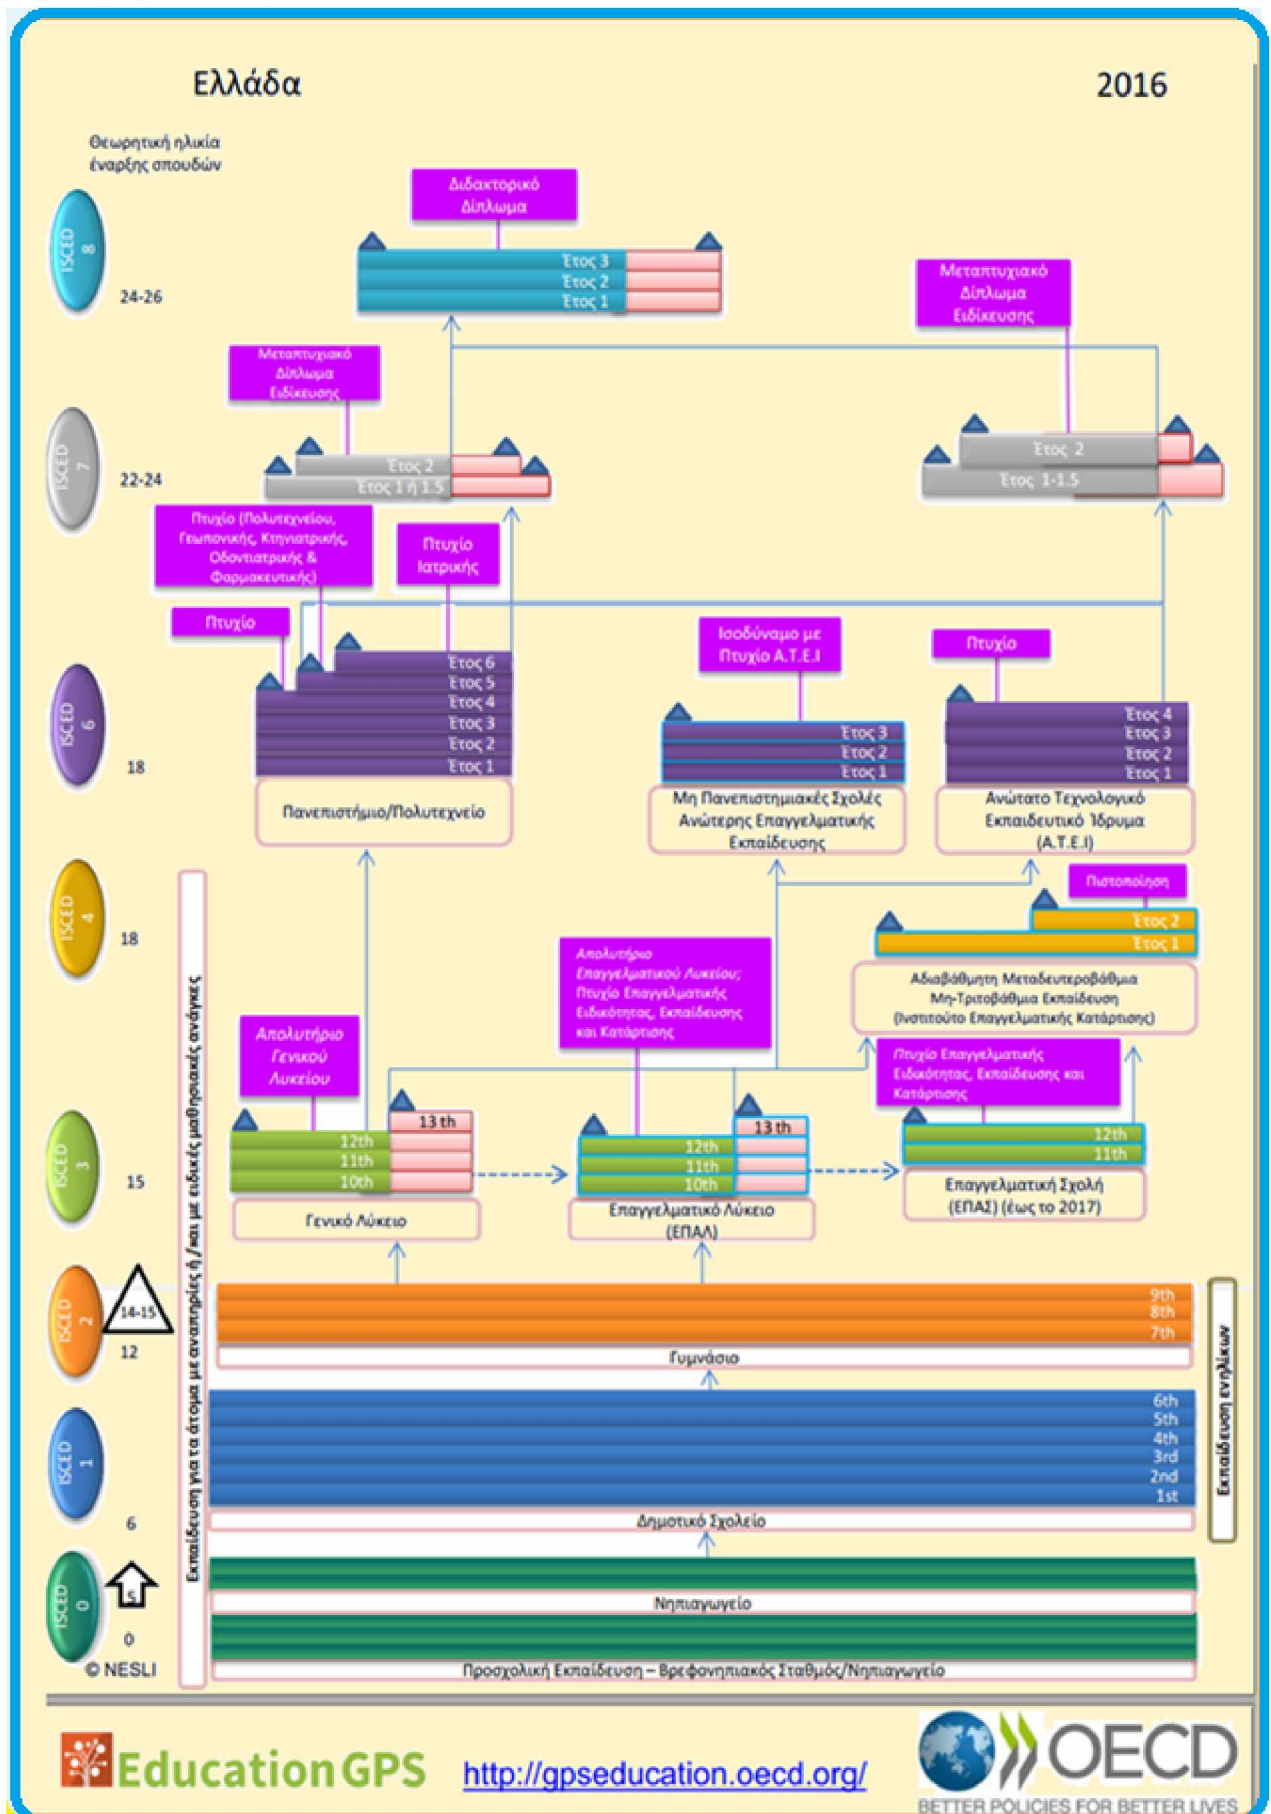 Ελλάδα
2016
Θεωρητική ηλικία
έναρξης σπουδών
Διδακτορικό
Δίπλωμα
ISCED
8
Έτος 3
Έτος 2
Έτος 1
24-26
Μεταπτυχιακό
Δίπλωμα
Ειδίκευσης
Μεταπτυχιακό
Δίπλωμα
Ειδίκευσης
ISCED
7
22-24
Έτος 2
Έτος 1 ή 1.5
Έτος 2
Έτος 1-1.5
Πτυχίο (Πολυτεχνείου,
Γεωπονικής, Κτηνιατρικής,
Οδοντιατρικής &
Φαρμακευτικής)
Πτυχίο
Ιατρικής
Πτυχίο
Ισοδύναμο με
Πτυχίο Α.Τ.Ε.Ι
Πτυχίο
ISCED
6
18
Έτος 6
Έτος 5
Έτος 4
Έτος 3
Έτος 2
Έτος 1
Έτος 3
Έτος 2
Έτος 1
Έτος 4
Έτος 3
Έτος 2
Έτος 1
Πανεπιστήμιο/Πολυτεχνείο
Μη Πανεπιστημιακές Σχολές
Ανώτερης Επαγγελματικής
Εκπαίδευσης
Ανώτατο Τεχνολογικό
Εκπαιδευτικό Ίδρυμα
(Α.Τ.Ε.Ι)
ISCED
4
18
Πιστοποίηση
Έτος 2
Έτος 1
Αδιαβάθμητη Μεταδευτεροβάθμια
Μη-Τριτοβάθμια Εκπαίδευση
(Ινστιτούτο Επαγγελματικής Κατάρτισης)
Απολυτήριο
Επαγγελματικού Λυκείου;
Πτυχίο Επαγγελματικής
Ειδικότητας, Εκπαίδευσης
και Κατάρτισης
Απολυτήριο
Γενικού
Λυκείου
Πτυχίο Επαγγελματικής
Ειδικότητας, Εκπαίδευσης και
Κατάρτισης
ISCED
3
15
13 th
12th
11th
10th
13 th
12th
11th
10th
12th
11th
Γενικό Λύκειο
Επαγγελματικό Λύκειο
(ΕΠΑΛ)
Επαγγελματική Σχολή
(ΕΠΑΣ) (έως το 2017)
Εκπαίδευση για τα άτομα με αναπηρίες ή /και με ειδικές μαθησιακές ανάγκες
ISCED
2
14-15
12
9th
8th
7th
Γυμνάσιο
Εκπαίδευση ενηλίκων
ISCED
1
6
6th
5th
4th
3rd
2nd
1st
Δημοτικό Σχολείο
ISCED
0
5
0
Νηπιαγωγείο
Προσχολική Εκπαίδευση – Βρεφονηπιακός Σταθμός/Νηπιαγωγείο
© NESLI
Education GPS
http://gpseducation.oecd.org/
OECD
BETTER POLICIES FOR BETTER LIVES